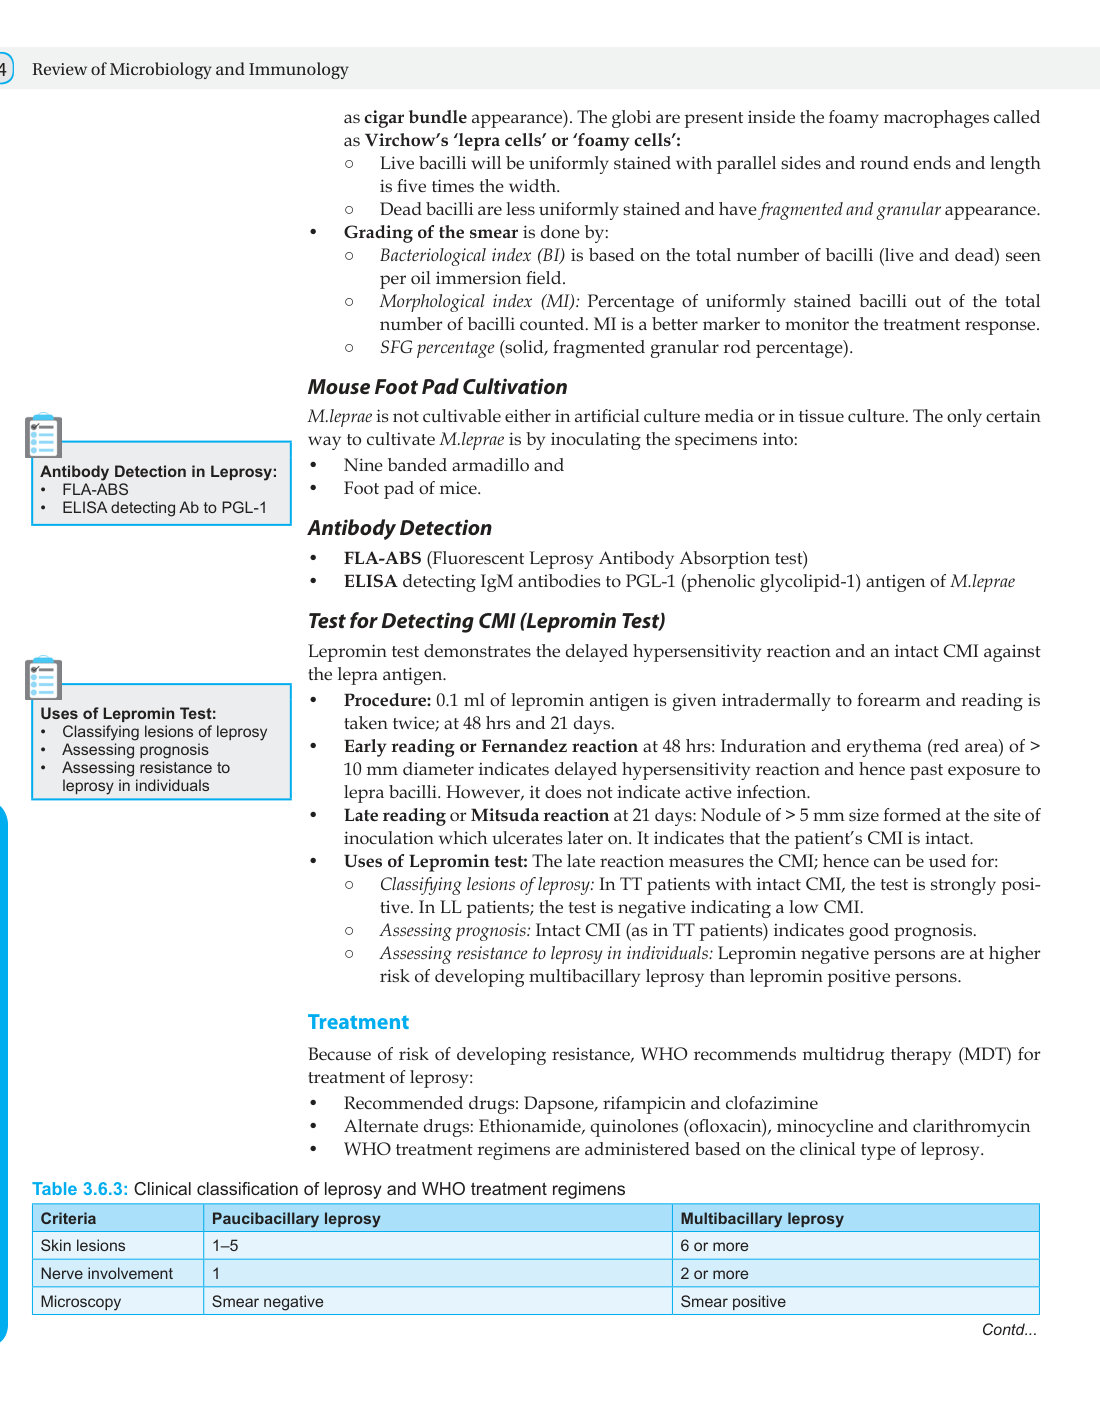 4 Review of Microbiology and Immunology
as cigar bundle appearance). The globi are present inside the foamy macrophages called
as Virchow’s ‘lepra cells’ or ‘foamy cells’:
○ Live bacilli will be uniformly stained with parallel sides and round ends and length
is five times the width.
○ Dead bacilli are less uniformly stained and have fragmented and granular appearance.
• Grading of the smear is done by:
○ Bacteriological index (BI) is based on the total number of bacilli (live and dead) seen
per oil immersion field.
○ Morphological index (MI): Percentage of uniformly stained bacilli out of the total
number of bacilli counted. MI is a better marker to monitor the treatment response.
○ SFG percentage (solid, fragmented granular rod percentage).
Mouse Foot Pad Cultivation
M.leprae is not cultivable either in artificial culture media or in tissue culture. The only certain
way to cultivate M.leprae is by inoculating the specimens into:
• Nine banded armadillo and
• Foot pad of mice.
Antibody Detection in Leprosy:
• FLA-ABS
• ELISA detecting Ab to PGL-1
Antibody Detection
• FLA-ABS (Fluorescent Leprosy Antibody Absorption test)
• ELISA detecting IgM antibodies to PGL-1 (phenolic glycolipid-1) antigen of M.leprae
Test for Detecting CMI (Lepromin Test)
Lepromin test demonstrates the delayed hypersensitivity reaction and an intact CMI against
the lepra antigen.
• Procedure: 0.1 ml of lepromin antigen is given intradermally to forearm and reading is
taken twice; at 48 hrs and 21 days.
• Early reading or Fernandez reaction at 48 hrs: Induration and erythema (red area) of >
10 mm diameter indicates delayed hypersensitivity reaction and hence past exposure to
lepra bacilli. However, it does not indicate active infection.
• Late reading or Mitsuda reaction at 21 days: Nodule of > 5 mm size formed at the site of
inoculation which ulcerates later on. It indicates that the patient’s CMI is intact.
• Uses of Lepromin test: The late reaction measures the CMI; hence can be used for:
○ Classifying lesions of leprosy: In TT patients with intact CMI, the test is strongly posi-
tive. In LL patients; the test is negative indicating a low CMI.
○ Assessing prognosis: Intact CMI (as in TT patients) indicates good prognosis.
○ Assessing resistance to leprosy in individuals: Lepromin negative persons are at higher
risk of developing multibacillary leprosy than lepromin positive persons.
Uses of Lepromin Test:
• Classifying lesions of leprosy
• Assessing prognosis
• Assessing resistance to
leprosy in individuals
Treatment
Because of risk of developing resistance, WHO recommends multidrug therapy (MDT) for
treatment of leprosy:
• Recommended drugs: Dapsone, rifampicin and clofazimine
• Alternate drugs: Ethionamide, quinolones (ofloxacin), minocycline and clarithromycin
• WHO treatment regimens are administered based on the clinical type of leprosy.
Table 3.6.3: Clinical classification of leprosy and WHO treatment regimens
Criteria Paucibacillary leprosy Multibacillary leprosy
Skin lesions 1–5 6 or more
Nerve involvement 1 2 or more
Microscopy Smear negative Smear positive
Contd...